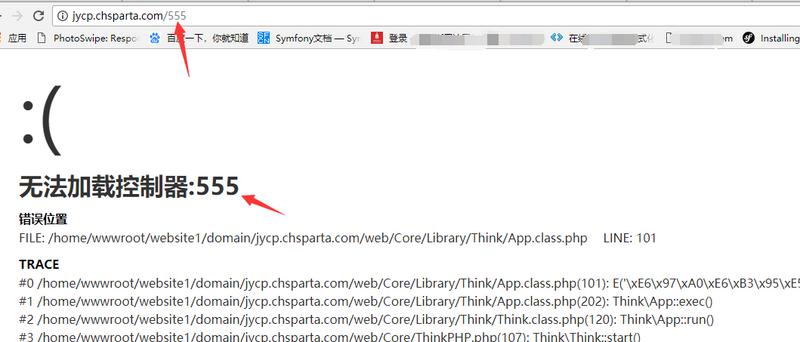 jycp.chsparta.com/555
应用 PhotoSwipe: Respo 百度一下，你就知道 Symfony文档 — Sy 登录 在线 式化 em Installing
:(
无法加载控制器:555
错误位置
FILE: /home/wwwroot/website1/domain/jycp.chsparta.com/web/Core/Library/Think/App.class.php LINE: 101
TRACE
#0 /home/wwwroot/website1/domain/jycp.chsparta.com/web/Core/Library/Think/App.class.php(101): E('\xE6\x97\xA0\xE6\xB3\x95\xE5
#1 /home/wwwroot/website1/domain/jycp.chsparta.com/web/Core/Library/Think/App.class.php(202): Think\App::exec()
#2 /home/wwwroot/website1/domain/jycp.chsparta.com/web/Core/Library/Think/Think.class.php(120): Think\App::run()
#3 /home/wwwroot/website1/domain/jycp.chsparta.com/web/Core/ThinkPHP.php(107): Think\Think::start()